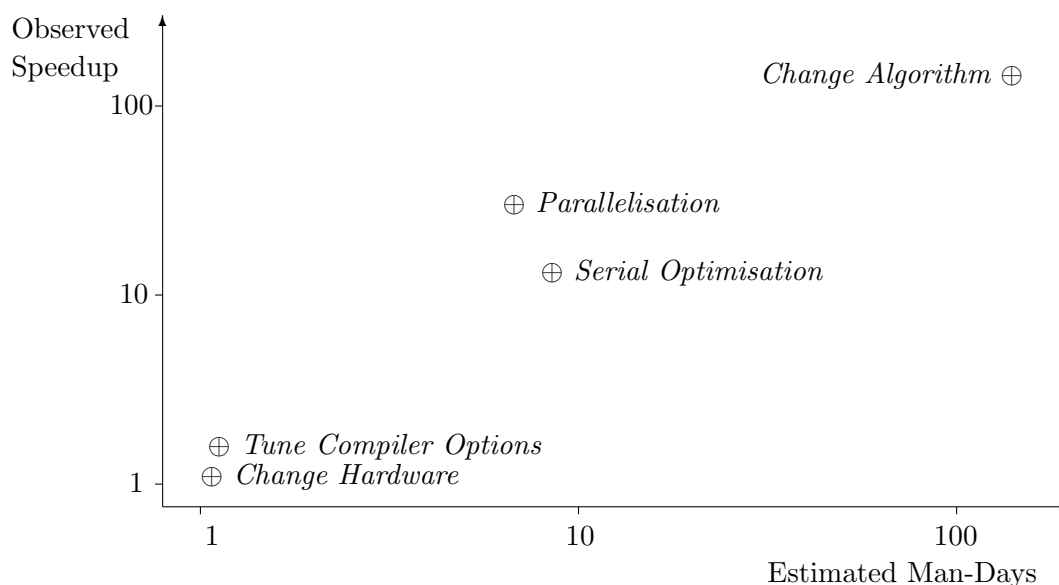 Observed
Speedup
Change Algorithm
100
Parallelisation
Serial Optimisation
10
Tune Compiler Options
Change Hardware
1
1 10 100
Estimated Man-Days